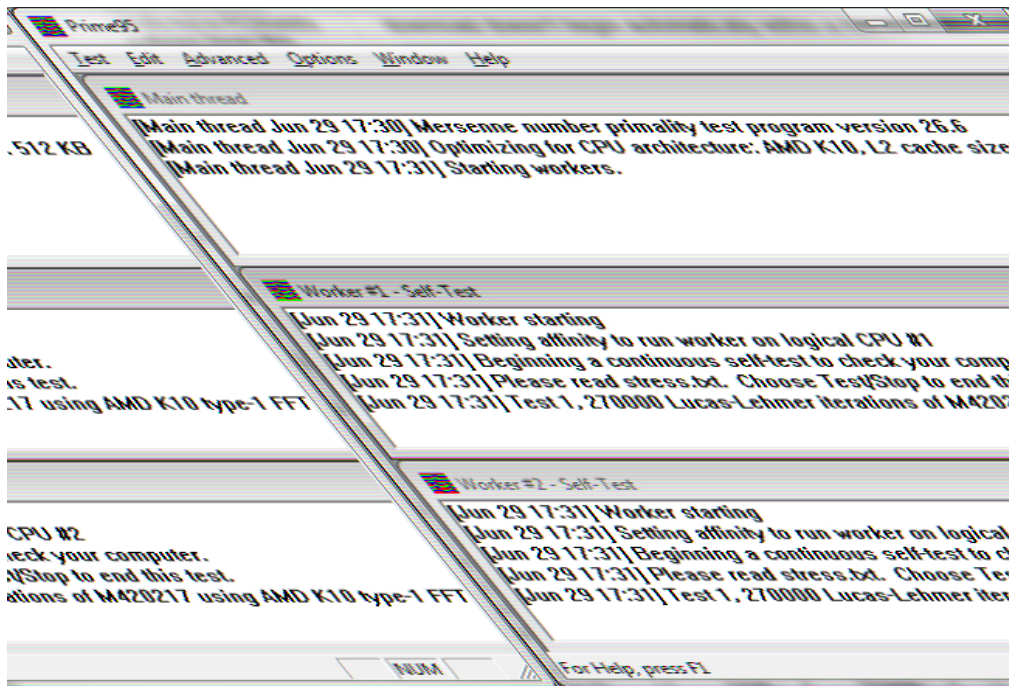 Prime95
Test Edit Advanced Options Window Help
Main thread
[Main thread Jun 29 17:30] Mersenne number primality test program version 26.6
. 512 KB
[Main thread Jun 29 17:30] Optimizing for CPU architecture: AMD K10, L2 cache size
[Main thread Jun 29 17:31] Starting workers.
Worker #1 - Self-Test
[Jun 29 17:31] Worker starting
[Jun 29 17:31] Setting affinity to run worker on logical CPU #1
uter.
[Jun 29 17:31] Beginning a continuous self-test to check your comp
is test.
[Jun 29 17:31] Please read stress.txt. Choose Test/Stop to end th
217 using AMD K10 type-1 FFT
[Jun 29 17:31] Test 1, 270000 Lucas-Lehmer iterations of M4202
Worker #2 - Self-Test
[Jun 29 17:31] Worker starting
CPU #2
[Jun 29 17:31] Setting affinity to run worker on logical
eck your computer.
[Jun 29 17:31] Beginning a continuous self-test to ch
t/Stop to end this test.
[Jun 29 17:31] Please read stress.txt. Choose Tes
ations of M420217 using AMD K10 type-1 FFT
[Jun 29 17:31] Test 1, 270000 Lucas-Lehmer iter
NUM
For Help, press F1